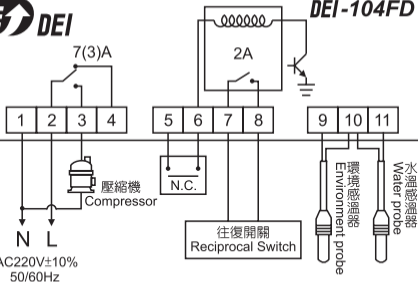 DEI
DEI-104FD
7(3)A
2A
1 2 3 4
5 6 7 8
9 10 11
壓縮機
Compressor
N.C.
往復開關
Reciprocal Switch
環境感溫器
Environment probe
水溫感溫器
Water probe
N L
AC220V±10%
50/60Hz